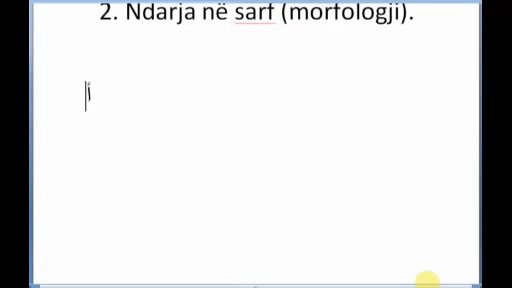 2. Ndarja në sarf (morfologji).
أ